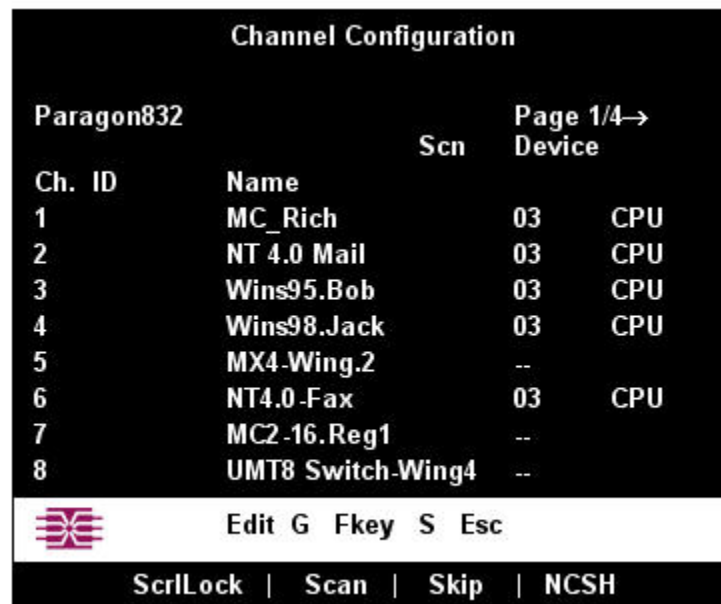 Channel Configuration
Paragon832 Page 1/4→
Scn Device
Ch. ID Name
1 MC_Rich 03 CPU
2 NT 4.0 Mail 03 CPU
3 Wins95.Bob 03 CPU
4 Wins98.Jack 03 CPU
5 MX4-Wing.2 --
6 NT4.0-Fax 03 CPU
7 MC2-16.Reg1 --
8 UMT8 Switch-Wing4 --
Edit G Fkey S Esc
ScrlLock | Scan | Skip | NCSH